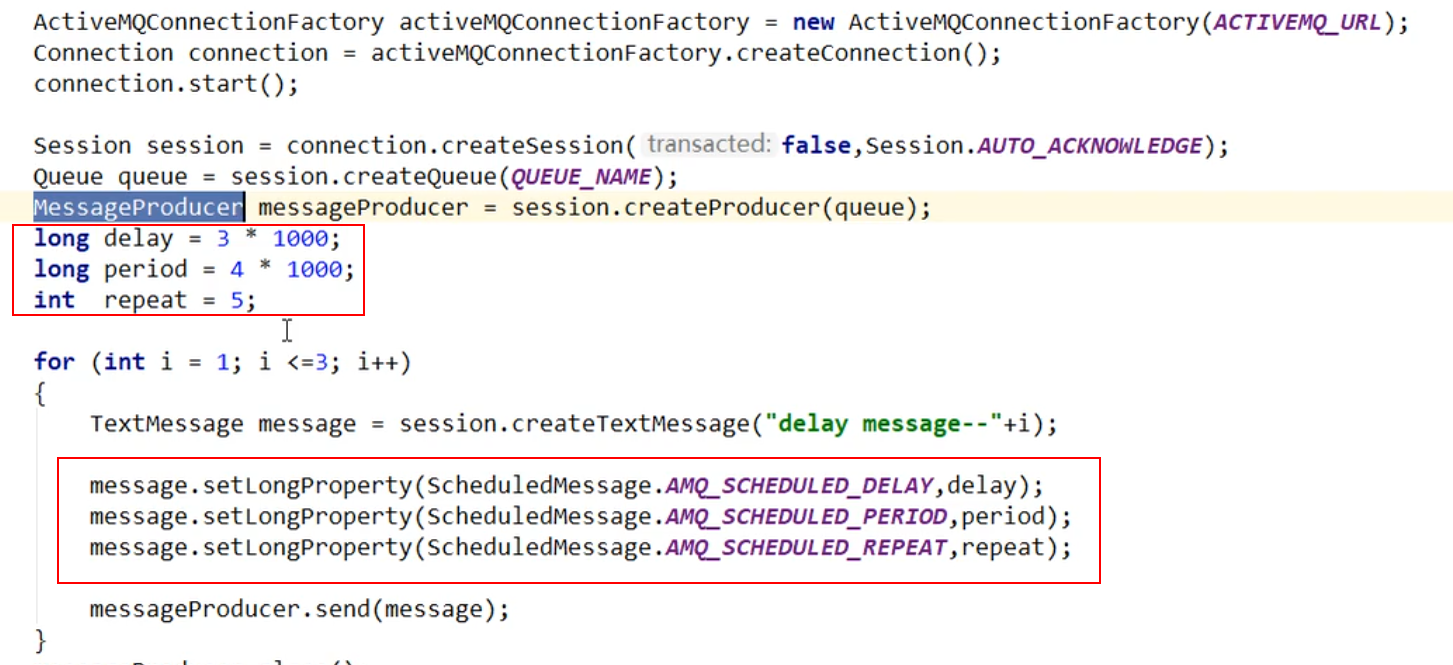 ActiveMQConnectionFactory activeMQConnectionFactory = new ActiveMQConnectionFactory(ACTIVEMQ_URL);
Connection connection = activeMQConnectionFactory.createConnection();
connection.start();
Session session = connection.createSession( transacted: false,Session.AUTO_ACKNOWLEDGE);
Queue queue = session.createQueue(QUEUE_NAME);
MessageProducer messageProducer = session.createProducer(queue);
long delay = 3 * 1000;
long period = 4 * 1000;
int  repeat = 5;
for (int i = 1; i <=3; i++)
{
    TextMessage message = session.createTextMessage("delay message--"+i);
    message.setLongProperty(ScheduledMessage.AMQ_SCHEDULED_DELAY,delay);
    message.setLongProperty(ScheduledMessage.AMQ_SCHEDULED_PERIOD,period);
    message.setLongProperty(ScheduledMessage.AMQ_SCHEDULED_REPEAT,repeat);
    messageProducer.send(message);
}